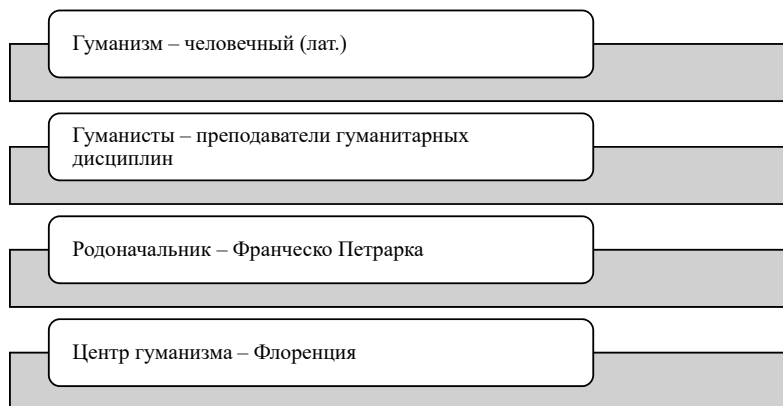 Гуманизм – человечный (лат.)
Гуманисты – преподаватели гуманитарных
дисциплин
Родоначальник – Франческо Петрарка
Центр гуманизма – Флоренция